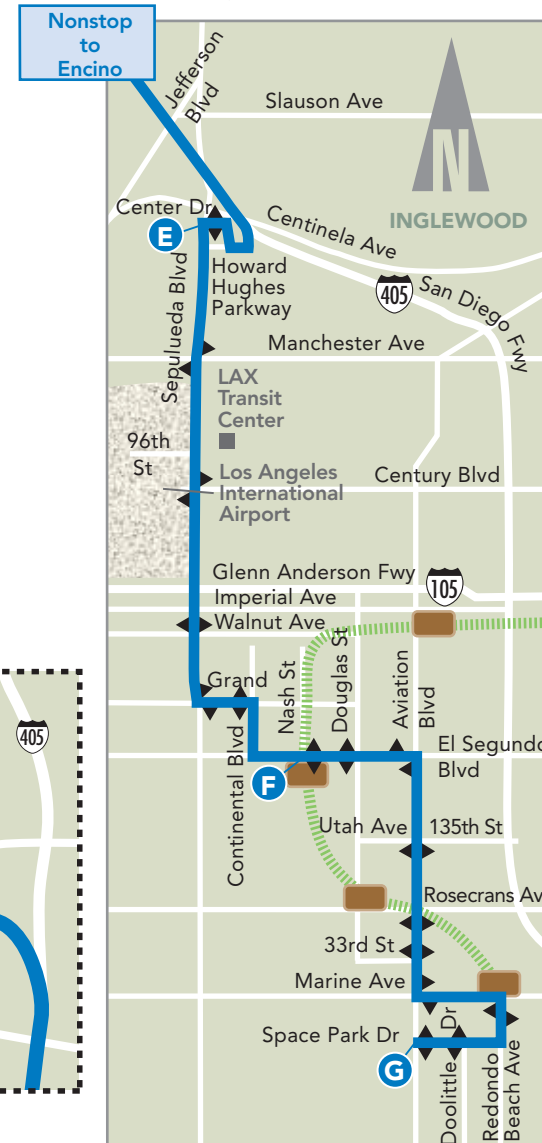 Nonstop
to
Encino
Jefferson
Blvd
Slauson Ave
N
INGLEWOOD
Center Dr
E
Centinela Ave
Howard
Hughes
Parkway
405
San Diego Fwy
Sepulueda Blvd
Manchester Ave
LAX
Transit
Center
96th
St
Los Angeles
International
Airport
Century Blvd
Glenn Anderson Fwy
105
Imperial Ave
Walnut Ave
Grand
Nash St
Douglas St
Aviation
Blvd
405
Continental Blvd
F
El Segundo
Blvd
Utah Ave
135th St
Rosecrans Av
33rd St
Marine Ave
Space Park Dr
G
Doolittle Dr
Redondo
Beach Ave